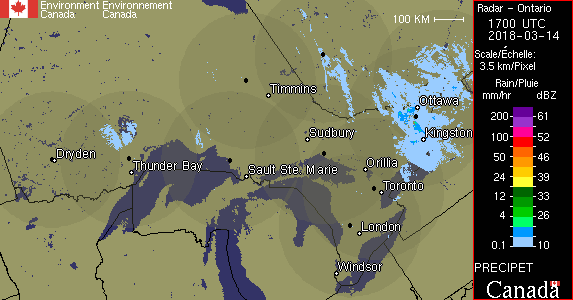 Environment Environnement
Canada Canada
100 KM
Timmins
Ottawa
Sudbury
Kingston
Dryden
Thunder Bay
Sault Ste. Marie
Orillia
Toronto
London
Windsor
Radar - Ontario
1700 UTC
2018-03-14
Scale/Échelle:
3.5 km/Pixel
Rain/Pluie
mm/hr dBZ
200 61
100 52
50 46
24 39
12 33
4 26
0.1 10
PRECIPET
Canada